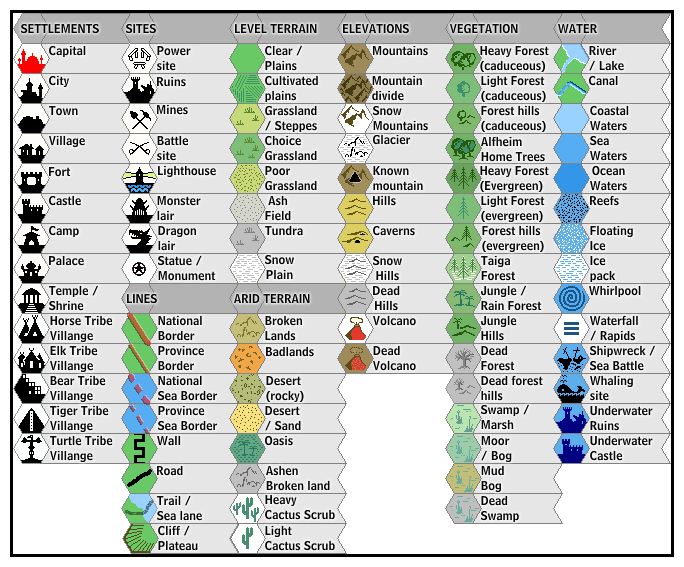 SETTLEMENTS
Capital
City
Town
Village
Fort
Castle
Camp
Palace
Temple /
Shrine
Horse Tribe
Villange
Elk Tribe
Villange
Bear Tribe
Villange
Tiger Tribe
Villange
Turtle Tribe
Villange
SITES
Power
site
Ruins
Mines
Battle
site
Lighthouse
Monster
lair
Dragon
lair
Statue /
Monument
LINES
National
Border
Province
Border
National
Sea Border
Province
Sea Border
Wall
Road
Trail /
Sea lane
Cliff /
Plateau
LEVEL TERRAIN
Clear /
Plains
Cultivated
plains
Grassland
/ Steppes
Choice
Grassland
Poor
Grassland
Ash
Field
Tundra
Snow
Plain
ARID TERRAIN
Broken
Lands
Badlands
Desert
(rocky)
Desert
/ Sand
Oasis
Ashen
Broken land
Heavy
Cactus Scrub
Light
Cactus Scrub
ELEVATIONS
Mountains
Mountain
divide
Snow
Mountains
Glacier
Known
mountain
Hills
Caverns
Snow
Hills
Dead
Hills
Volcano
Dead
Volcano
VEGETATION
Heavy Forest
(caduceous)
Light Forest
(caduceous)
Forest hills
(caduceous)
Alfheim
Home Trees
Heavy Forest
(Evergreen)
Light Forest
(evergreen)
Forest hills
(evergreen)
Taiga
Forest
Jungle /
Rain Forest
Jungle
Hills
Dead
Forest
Dead forest
hills
Swamp /
Marsh
Moor
/ Bog
Mud
Bog
Dead
Swamp
WATER
River
/ Lake
Canal
Coastal
Waters
Sea
Waters
Ocean
Waters
Reefs
Floating
Ice
Ice
pack
Whirlpool
Waterfall
/ Rapids
Shipwreck /
Sea Battle
Whaling
site
Underwater
Ruins
Underwater
Castle